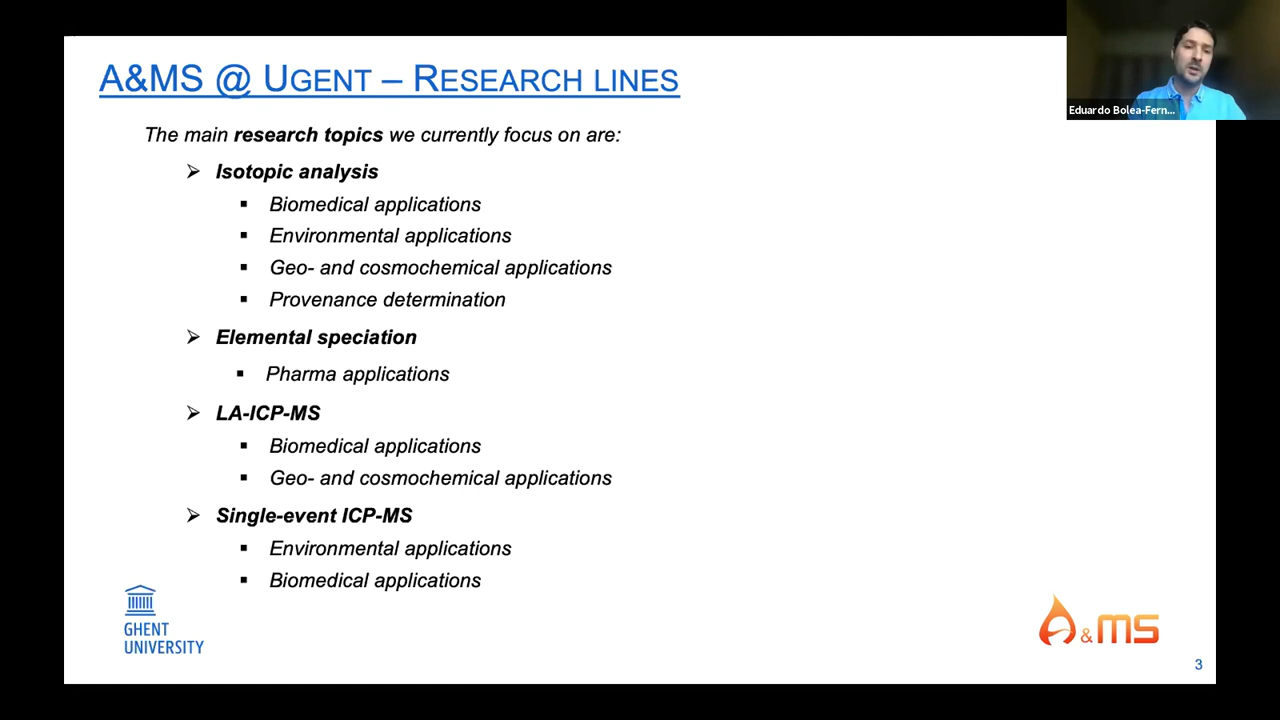 A&MS @ UGENT – RESEARCH LINES
The main research topics we currently focus on are:
➢ Isotopic analysis
▪ Biomedical applications
▪ Environmental applications
▪ Geo- and cosmochemical applications
▪ Provenance determination
➢ Elemental speciation
▪ Pharma applications
➢ LA-ICP-MS
▪ Biomedical applications
▪ Geo- and cosmochemical applications
➢ Single-event ICP-MS
▪ Environmental applications
▪ Biomedical applications
GHENT
UNIVERSITY
A&MS
3
Eduardo Bolea-Fern...